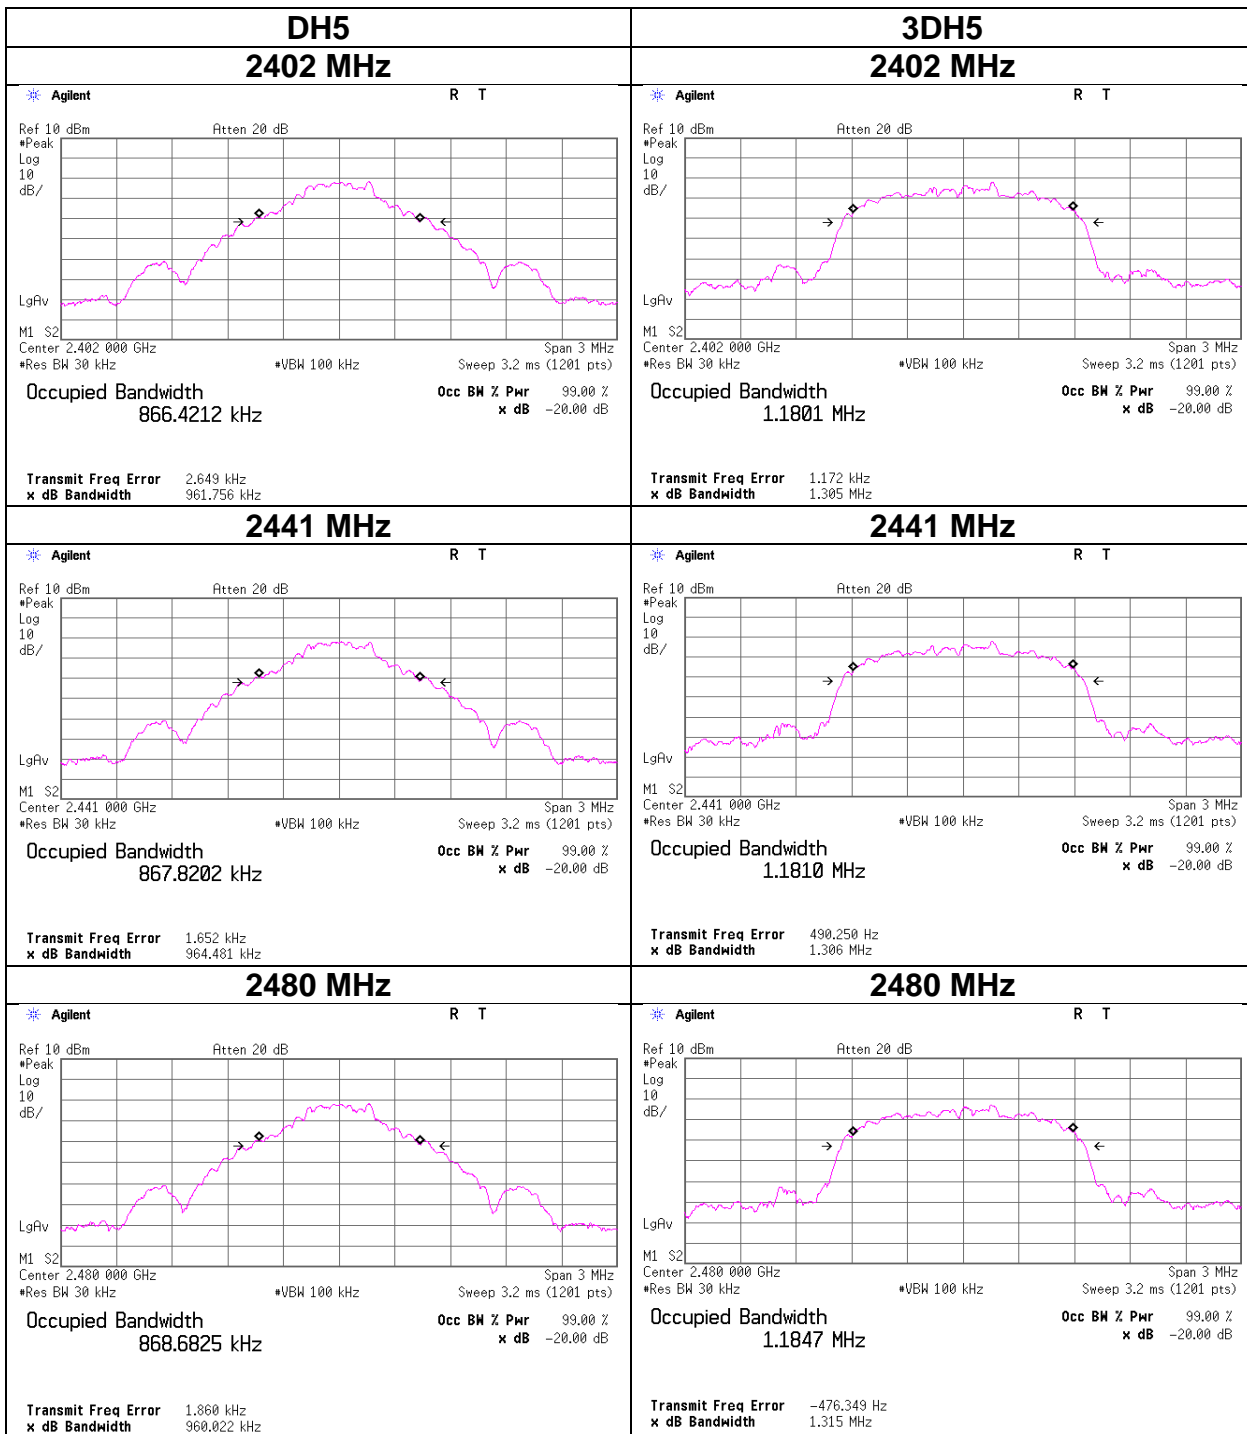 DH5
3DH5
2402 MHz
2402 MHz
Agilent R T
Ref 10 dBm Atten 20 dB
#Peak
Log
10
dB/
LgAv
M1 S2
Center 2.402 000 GHz Span 3 MHz
#Res BW 30 kHz #VBW 100 kHz Sweep 3.2 ms (1201 pts)
Occupied Bandwidth Occ BW % Pwr 99.00 %
866.4212 kHz x dB -20.00 dB
Transmit Freq Error 2.649 kHz
x dB Bandwidth 961.756 kHz
Agilent R T
Ref 10 dBm Atten 20 dB
#Peak
Log
10
dB/
LgAv
M1 S2
Center 2.402 000 GHz Span 3 MHz
#Res BW 30 kHz #VBW 100 kHz Sweep 3.2 ms (1201 pts)
Occupied Bandwidth Occ BW % Pwr 99.00 %
1.1801 MHz x dB -20.00 dB
Transmit Freq Error 1.172 kHz
x dB Bandwidth 1.305 MHz
2441 MHz
2441 MHz
Agilent R T
Ref 10 dBm Atten 20 dB
#Peak
Log
10
dB/
LgAv
M1 S2
Center 2.441 000 GHz Span 3 MHz
#Res BW 30 kHz #VBW 100 kHz Sweep 3.2 ms (1201 pts)
Occupied Bandwidth Occ BW % Pwr 99.00 %
867.8202 kHz x dB -20.00 dB
Transmit Freq Error 1.652 kHz
x dB Bandwidth 964.481 kHz
Agilent R T
Ref 10 dBm Atten 20 dB
#Peak
Log
10
dB/
LgAv
M1 S2
Center 2.441 000 GHz Span 3 MHz
#Res BW 30 kHz #VBW 100 kHz Sweep 3.2 ms (1201 pts)
Occupied Bandwidth Occ BW % Pwr 99.00 %
1.1810 MHz x dB -20.00 dB
Transmit Freq Error 490.250 Hz
x dB Bandwidth 1.306 MHz
2480 MHz
2480 MHz
Agilent R T
Ref 10 dBm Atten 20 dB
#Peak
Log
10
dB/
LgAv
M1 S2
Center 2.480 000 GHz Span 3 MHz
#Res BW 30 kHz #VBW 100 kHz Sweep 3.2 ms (1201 pts)
Occupied Bandwidth Occ BW % Pwr 99.00 %
868.6825 kHz x dB -20.00 dB
Transmit Freq Error 1.860 kHz
x dB Bandwidth 960.022 kHz
Agilent R T
Ref 10 dBm Atten 20 dB
#Peak
Log
10
dB/
LgAv
M1 S2
Center 2.480 000 GHz Span 3 MHz
#Res BW 30 kHz #VBW 100 kHz Sweep 3.2 ms (1201 pts)
Occupied Bandwidth Occ BW % Pwr 99.00 %
1.1847 MHz x dB -20.00 dB
Transmit Freq Error -476.349 Hz
x dB Bandwidth 1.315 MHz